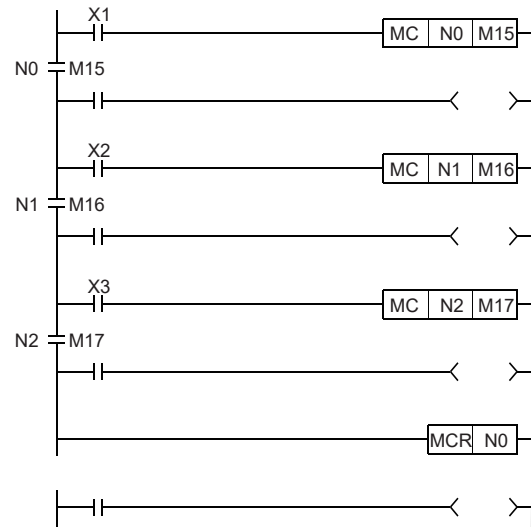 X1
MC N0 M15
N0 M15
X2
MC N1 M16
N1 M16
X3
MC N2 M17
N2 M17
MCR N0